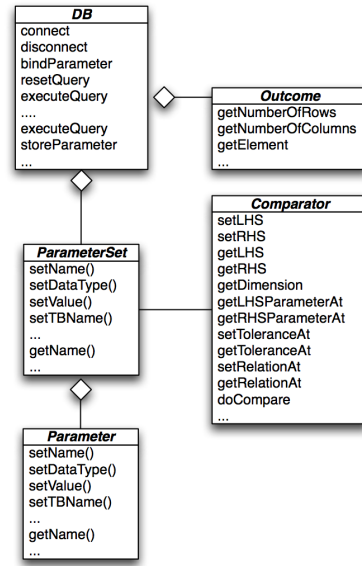 DB
connect
disconnect
bindParameter
resetQuery
executeQuery
....
executeQuery
storeParameter
...
Outcome
getNumberOfRows
getNumberOfColumns
getElement
...
ParameterSet
setName()
setDataType()
setValue()
setTBName()
...
getName()
...
Comparator
setLHS
setRHS
getLHS
getRHS
getDimension
getLHSParameterAt
getRHSParameterAt
setToleranceAt
getToleranceAt
setRelationAt
getRelationAt
doCompare
...
Parameter
setName()
setDataType()
setValue()
setTBName()
...
getName()
...